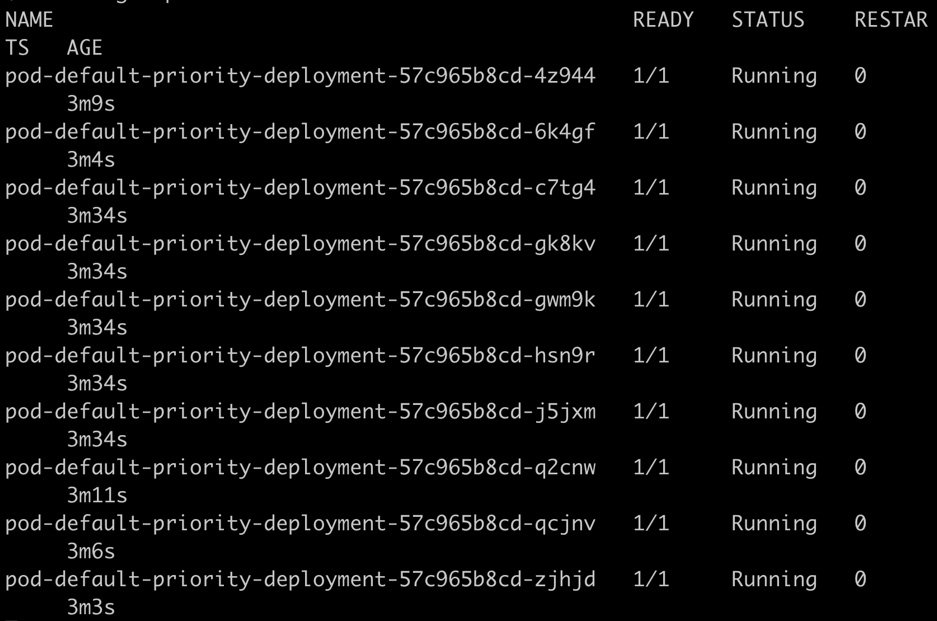 NAME READY STATUS RESTAR
TS AGE
pod-default-priority-deployment-57c965b8cd-4z944 1/1 Running 0
3m9s
pod-default-priority-deployment-57c965b8cd-6k4gf 1/1 Running 0
3m4s
pod-default-priority-deployment-57c965b8cd-c7tg4 1/1 Running 0
3m34s
pod-default-priority-deployment-57c965b8cd-gk8kv 1/1 Running 0
3m34s
pod-default-priority-deployment-57c965b8cd-gwm9k 1/1 Running 0
3m34s
pod-default-priority-deployment-57c965b8cd-hsn9r 1/1 Running 0
3m34s
pod-default-priority-deployment-57c965b8cd-j5jxm 1/1 Running 0
3m34s
pod-default-priority-deployment-57c965b8cd-q2cnw 1/1 Running 0
3m11s
pod-default-priority-deployment-57c965b8cd-qcjnv 1/1 Running 0
3m6s
pod-default-priority-deployment-57c965b8cd-zjhjd 1/1 Running 0
3m3s